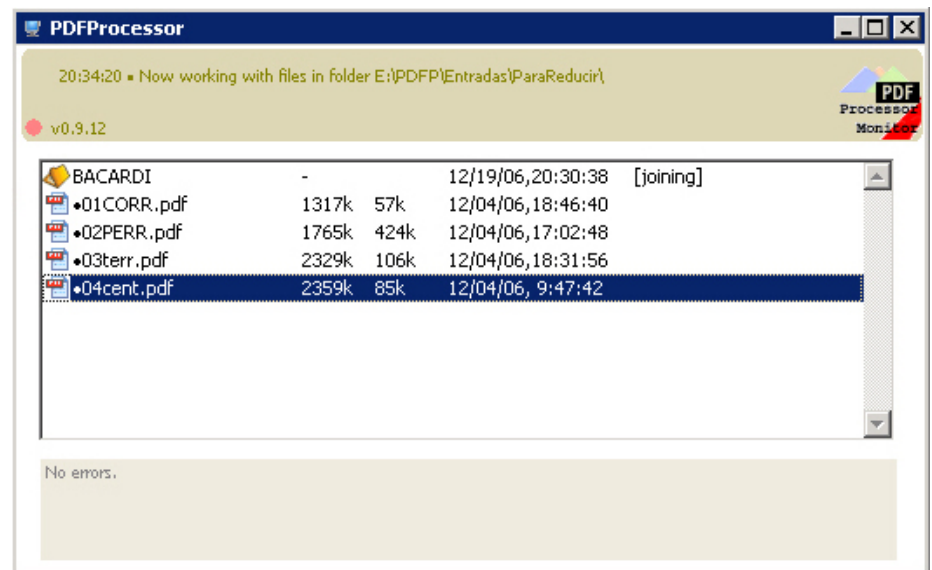 PDFProcessor
20:34:20 ▪ Now working with files in folder E:\PDFP\Entradas\ParaReducir\
PDF
Processor
Monitor
v0.9.12
BACARDI - 12/19/06,20:30:38 [joining]
•01CORR.pdf 1317k 57k 12/04/06,18:46:40
•02PERR.pdf 1765k 424k 12/04/06,17:02:48
•03terr.pdf 2329k 106k 12/04/06,18:31:56
•04cent.pdf 2359k 85k 12/04/06, 9:47:42
No errors.